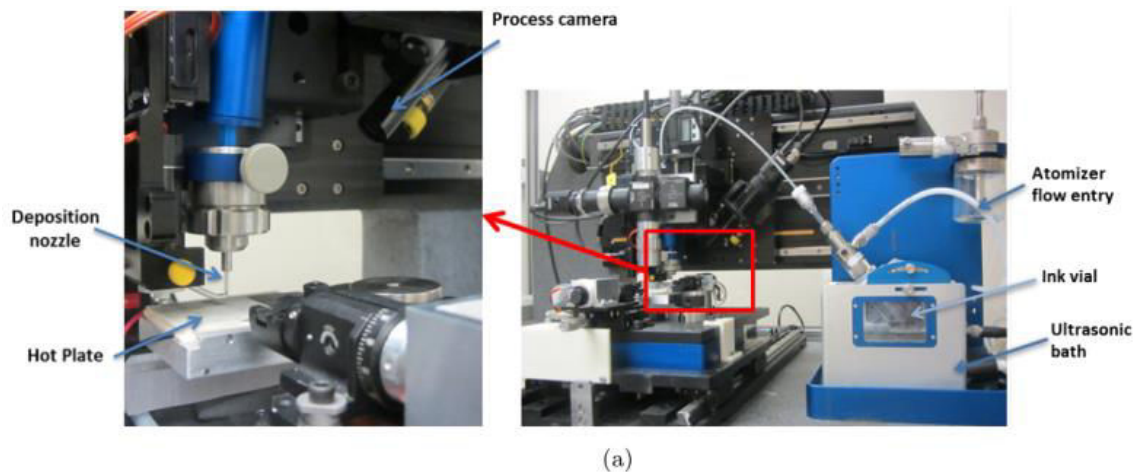 Process camera
Deposition
nozzle
Hot Plate
Atomizer
flow entry
Ink vial
Ultrasonic
bath
(a)